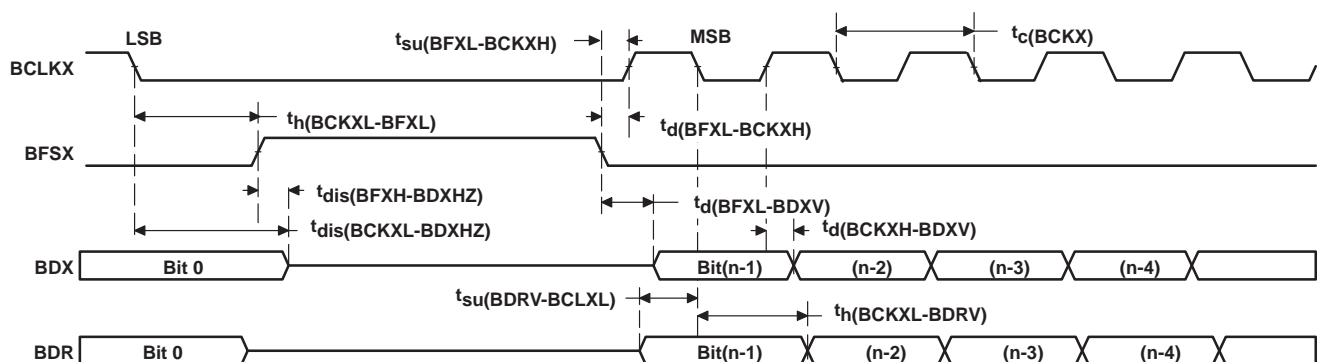 LSB
tsu(BFXL-BCKXH)
MSB
tc(BCKX)
BCLKX
th(BCKXL-BFXL)
td(BFXL-BCKXH)
BFSX
tdis(BFXH-BDXHZ)
td(BFXL-BDXV)
tdis(BCKXL-BDXHZ)
td(BCKXH-BDXV)
BDX Bit 0 Bit(n-1) (n-2) (n-3) (n-4)
tsu(BDRV-BCLXL)
th(BCKXL-BDRV)
BDR Bit 0 Bit(n-1) (n-2) (n-3) (n-4)